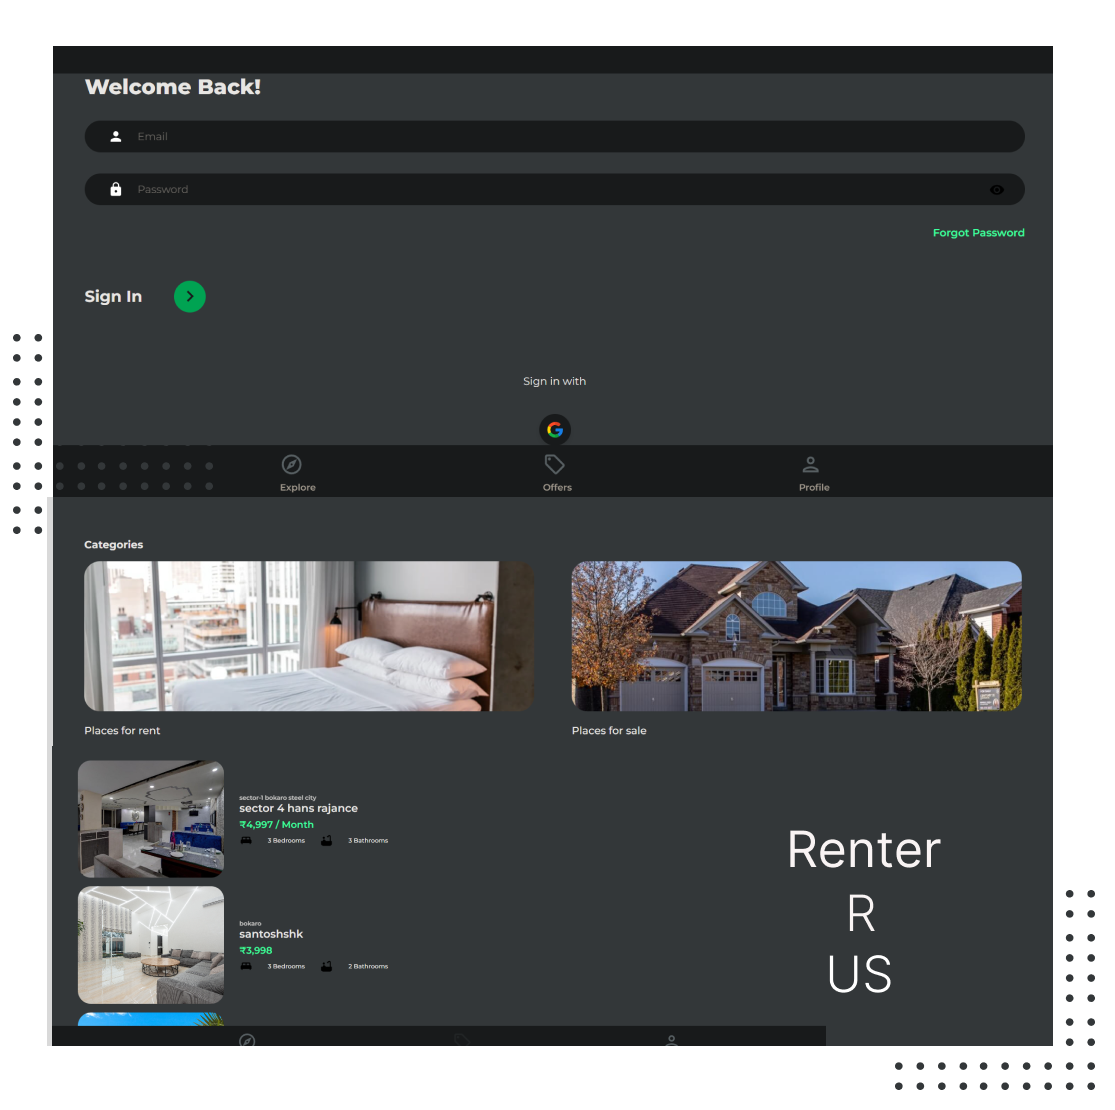 Welcome Back!
Email
Password
Forgot Password
Sign In
Sign in with
Explore
Offers
Profile
Categories
Places for rent
Places for sale
sector-1 bokaro steel city
sector 4 hans rajance
₹4,997 / Month
3 Bedrooms
3 Bathrooms
bokaro
santoshshk
₹3,998
3 Bedrooms
2 Bathrooms
Renter
R
US